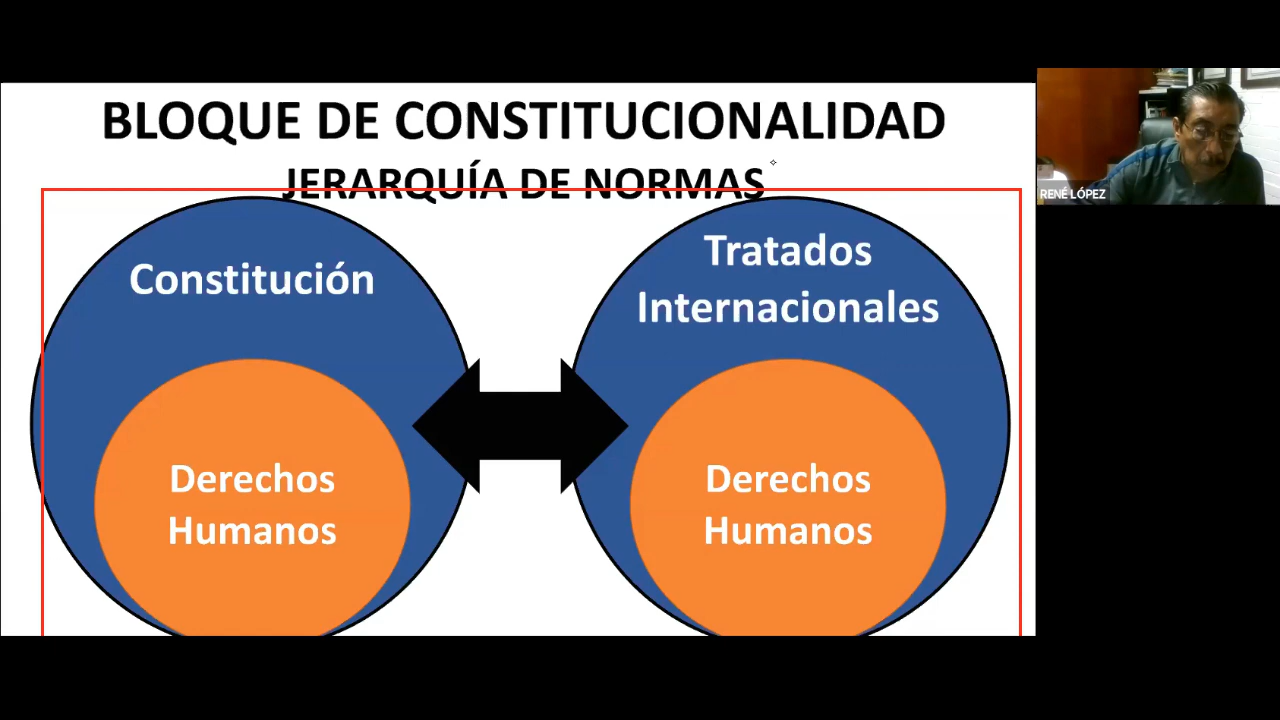 BLOQUE DE CONSTITUCIONALIDAD
JERARQUÍA DE NORMAS
Constitución
Derechos
Humanos
Tratados
Internacionales
Derechos
Humanos
RENÉ LÓPEZ